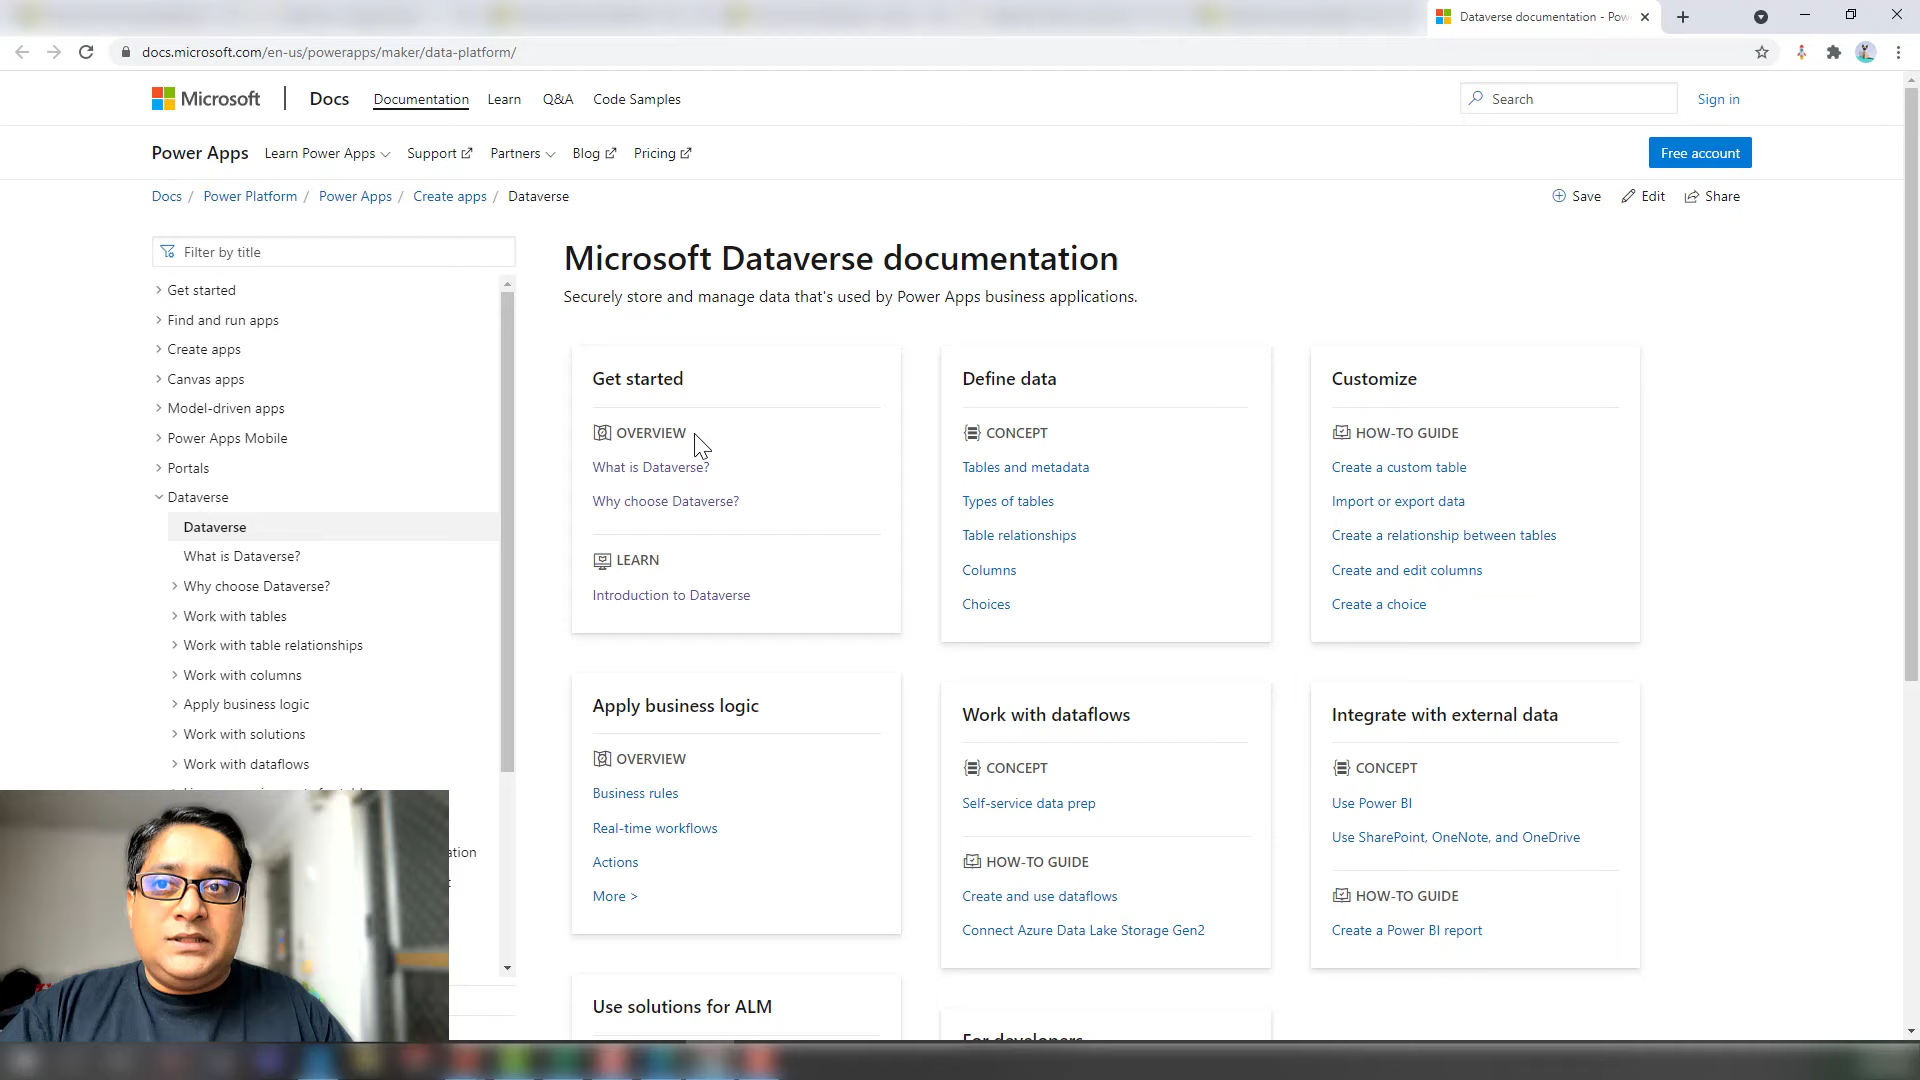 Dataverse documentation - Pow
docs.microsoft.com/en-us/powerapps/maker/data-platform/
Microsoft Docs Documentation Learn Q&A Code Samples Search Sign in
Power Apps Learn Power Apps Support Partners Blog Pricing Free account
Docs / Power Platform / Power Apps / Create apps / Dataverse Save Edit Share
Filter by title
Get started
Find and run apps
Create apps
Canvas apps
Model-driven apps
Power Apps Mobile
Portals
Dataverse
Dataverse
What is Dataverse?
Why choose Dataverse?
Work with tables
Work with table relationships
Work with columns
Apply business logic
Work with solutions
Work with dataflows
ation
t
Microsoft Dataverse documentation
Securely store and manage data that's used by Power Apps business applications.
Get started
OVERVIEW
What is Dataverse?
Why choose Dataverse?
LEARN
Introduction to Dataverse
Define data
CONCEPT
Tables and metadata
Types of tables
Table relationships
Columns
Choices
Customize
HOW-TO GUIDE
Create a custom table
Import or export data
Create a relationship between tables
Create and edit columns
Create a choice
Apply business logic
OVERVIEW
Business rules
Real-time workflows
Actions
More >
Work with dataflows
CONCEPT
Self-service data prep
HOW-TO GUIDE
Create and use dataflows
Connect Azure Data Lake Storage Gen2
Integrate with external data
CONCEPT
Use Power BI
Use SharePoint, OneNote, and OneDrive
HOW-TO GUIDE
Create a Power BI report
Use solutions for ALM
For developers